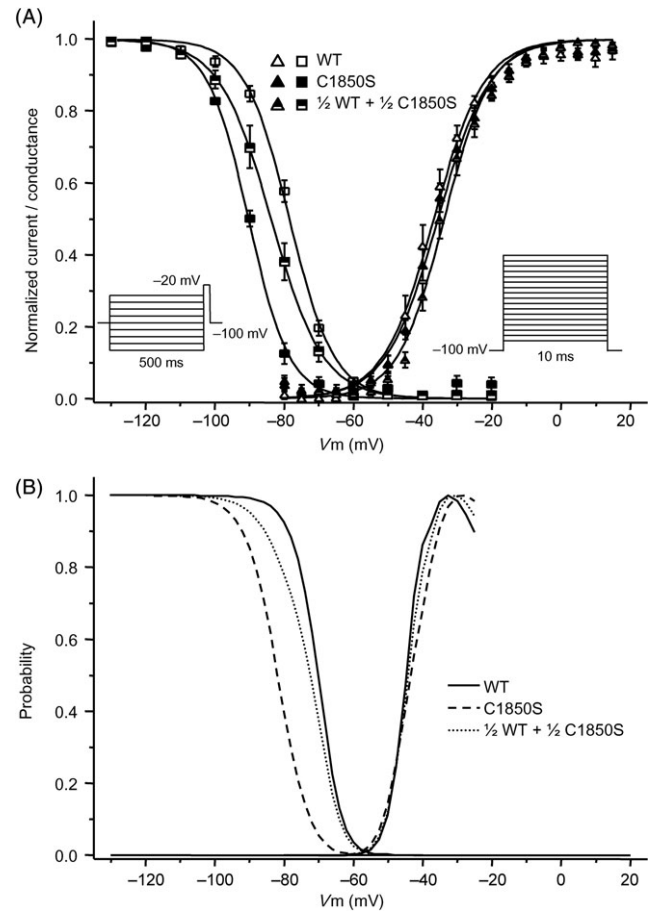 (A)
1.0
0.8
0.6
0.4
0.2
0.0
Normalized current / conductance
WT
C1850S
½ WT + ½ C1850S
–20 mV
–100 mV
500 ms
–100 mV
10 ms
–120
–100
–80
–60
–40
–20
0
20
Vm (mV)
(B)
1.0
0.8
0.6
0.4
0.2
0.0
Probability
WT
C1850S
½ WT + ½ C1850S
–120
–100
–80
–60
–40
–20
0
20
Vm (mV)